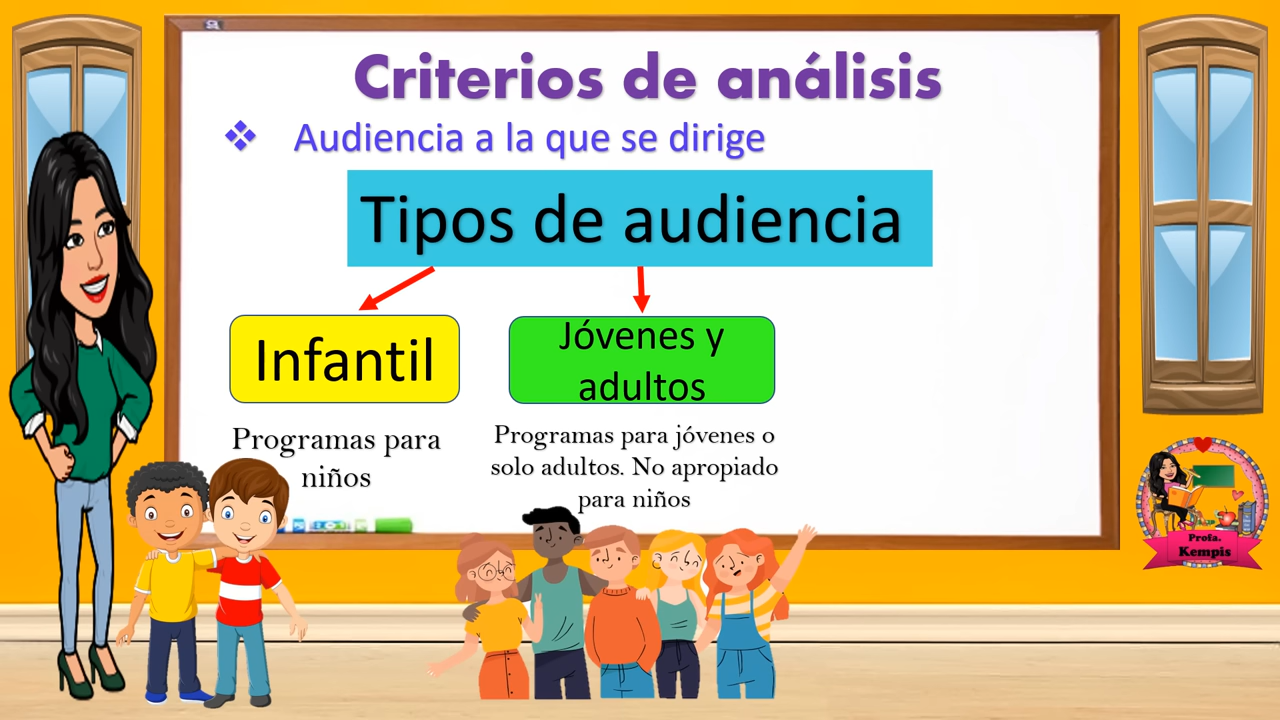 Criterios de análisis
❖ Audiencia a la que se dirige
Tipos de audiencia
Infantil
Jóvenes y
adultos
Programas para
niños
Programas para jóvenes o
solo adultos. No apropiado
para niños
Profa.
Kempis